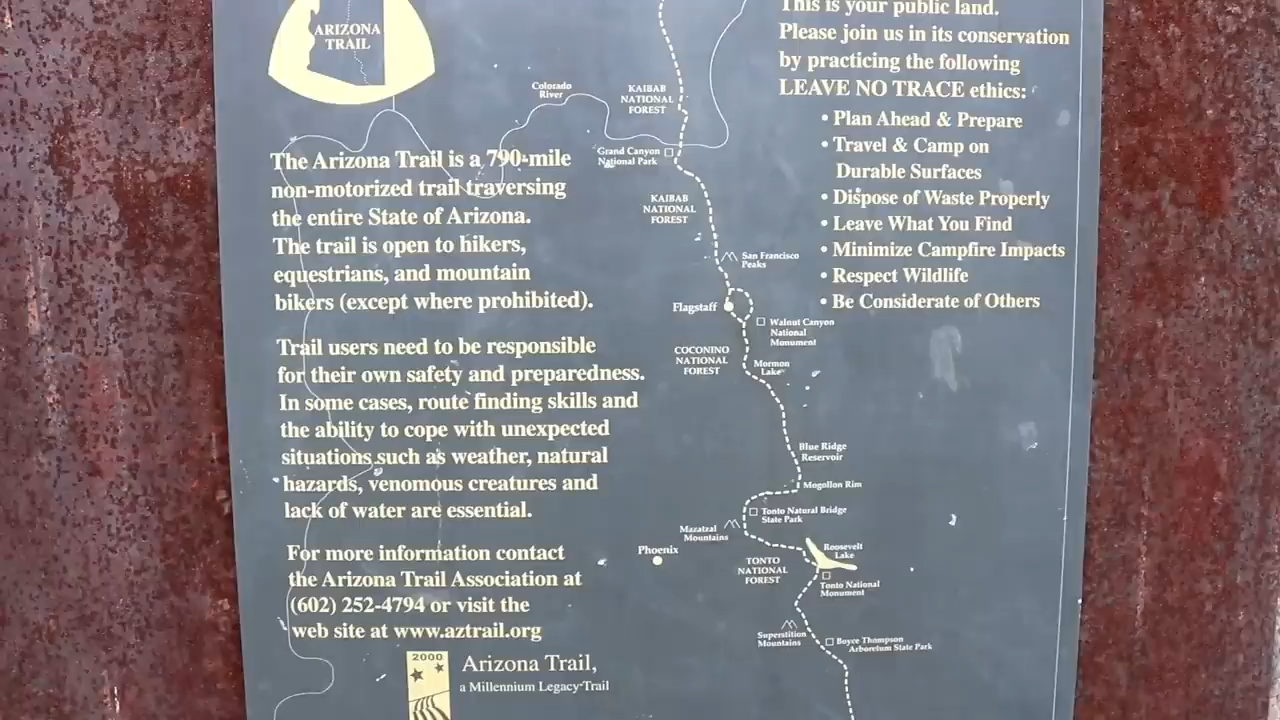 ARIZONA
TRAIL
The Arizona Trail is a 790-mile
non-motorized trail traversing
the entire State of Arizona.
The trail is open to hikers,
equestrians, and mountain
bikers (except where prohibited).
Trail users need to be responsible
for their own safety and preparedness.
In some cases, route finding skills and
the ability to cope with unexpected
situations such as weather, natural
hazards, venomous creatures and
lack of water are essential.
For more information contact
the Arizona Trail Association at
(602) 252-4794 or visit the
web site at www.aztrail.org
2000
Arizona Trail,
a Millennium Legacy Trail
Colorado
River
KAIBAB
NATIONAL
FOREST
Grand Canyon
National Park
KAIBAB
NATIONAL
FOREST
San Francisco
Peaks
Flagstaff
Walnut Canyon
National
Monument
COCONINO
NATIONAL
FOREST
Mormon
Lake
Blue Ridge
Reservoir
Mogollon Rim
Tonto Natural Bridge
State Park
Mazatzal
Mountains
Phoenix
TONTO
NATIONAL
FOREST
Roosevelt
Lake
Tonto National
Monument
Superstition
Mountains
Boyce Thompson
Arboretum State Park
This is your public land.
Please join us in its conservation
by practicing the following
LEAVE NO TRACE ethics:
• Plan Ahead & Prepare
• Travel & Camp on
Durable Surfaces
• Dispose of Waste Properly
• Leave What You Find
• Minimize Campfire Impacts
• Respect Wildlife
• Be Considerate of Others